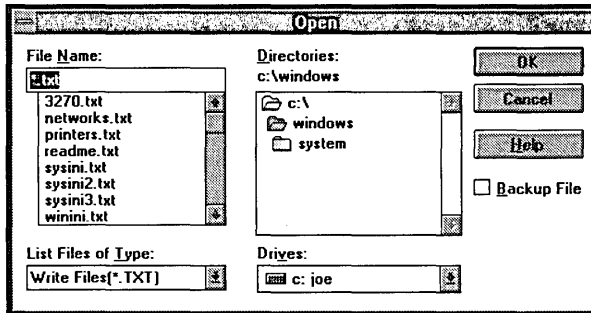 Open
File Name:
*.txt
3270.txt
networks.txt
printers.txt
readme.txt
sysini.txt
sysini2.txt
sysini3.txt
winini.txt
List Files of Type:
Write Files(*.TXT)
Directories:
c:\windows
c:\
windows
system
Drives:
c: joe
OK
Cancel
Help
Backup File